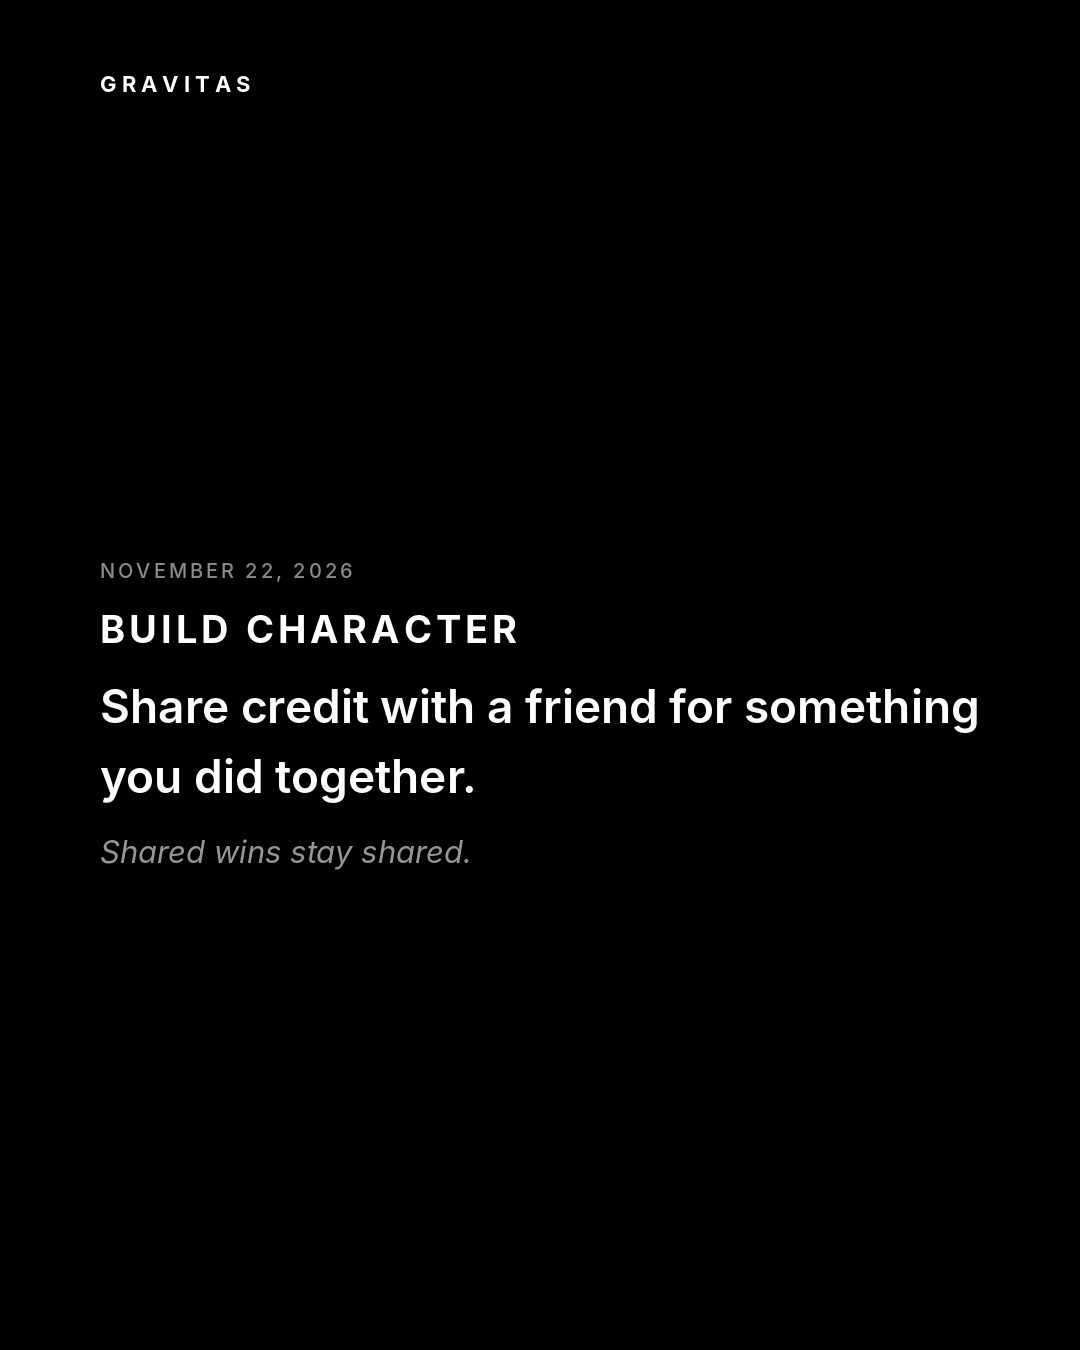 GRAVITAS
NOVEMBER 22, 2026
BUILD CHARACTER
Share credit with a friend for something
you did together.
Shared wins stay shared.